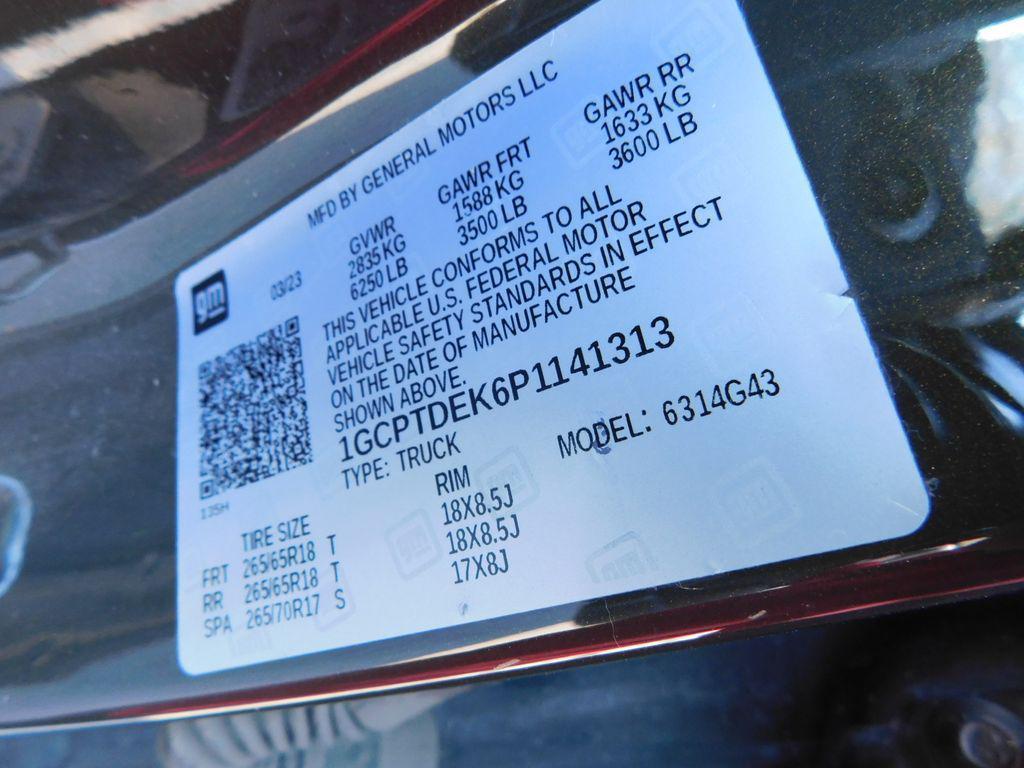 gm
MFD BY GENERAL MOTORS LLC
03/23
GVWR GAWR FRT GAWR RR
2835 KG 1588 KG 1633 KG
6250 LB 3500 LB 3600 LB
THIS VEHICLE CONFORMS TO ALL
APPLICABLE U.S. FEDERAL MOTOR
VEHICLE SAFETY STANDARDS IN EFFECT
ON THE DATE OF MANUFACTURE
SHOWN ABOVE.
1GCPTDEK6P1141313
TYPE: TRUCK MODEL: 6314G43
135H
TIRE SIZE RIM
FRT 265/65R18 T 18X8.5J
RR 265/65R18 T 18X8.5J
SPA 265/70R17 S 17X8J